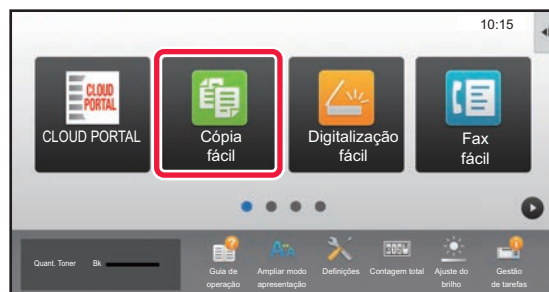 10:15
CLOUD
PORTAL
CLOUD PORTAL
Cópia
fácil
Digitalização
fácil
Fax
fácil
Quant. Toner Bk
Guia de
operação
Ampliar modo
apresentação
Definições
Contagem total
Ajuste do
brilho
Gestão
de tarefas